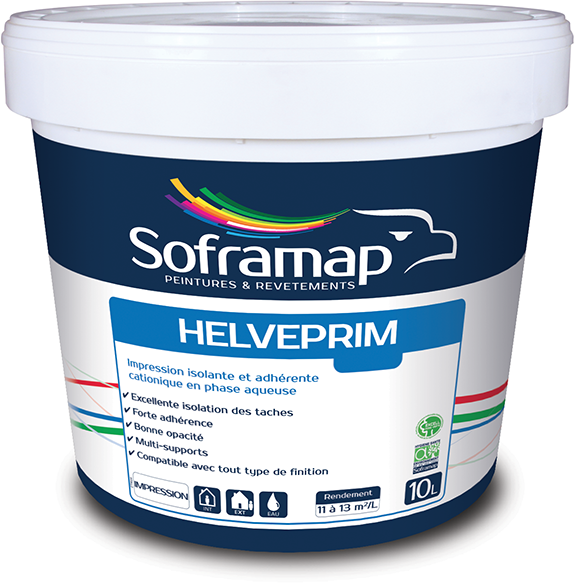 Soframap
PEINTURES & REVETEMENTS
HELVEPRIM
Impression isolante et adhérente
cationique en phase aqueuse
✓ Excellente isolation des taches
✓ Forte adhérence
✓ Bonne opacité
✓ Multi-supports
✓ Compatible avec tout type de finition
IMPRESSION
INT
EXT
EAU
Rendement
11 à 13 m²/L
Soframap
10L